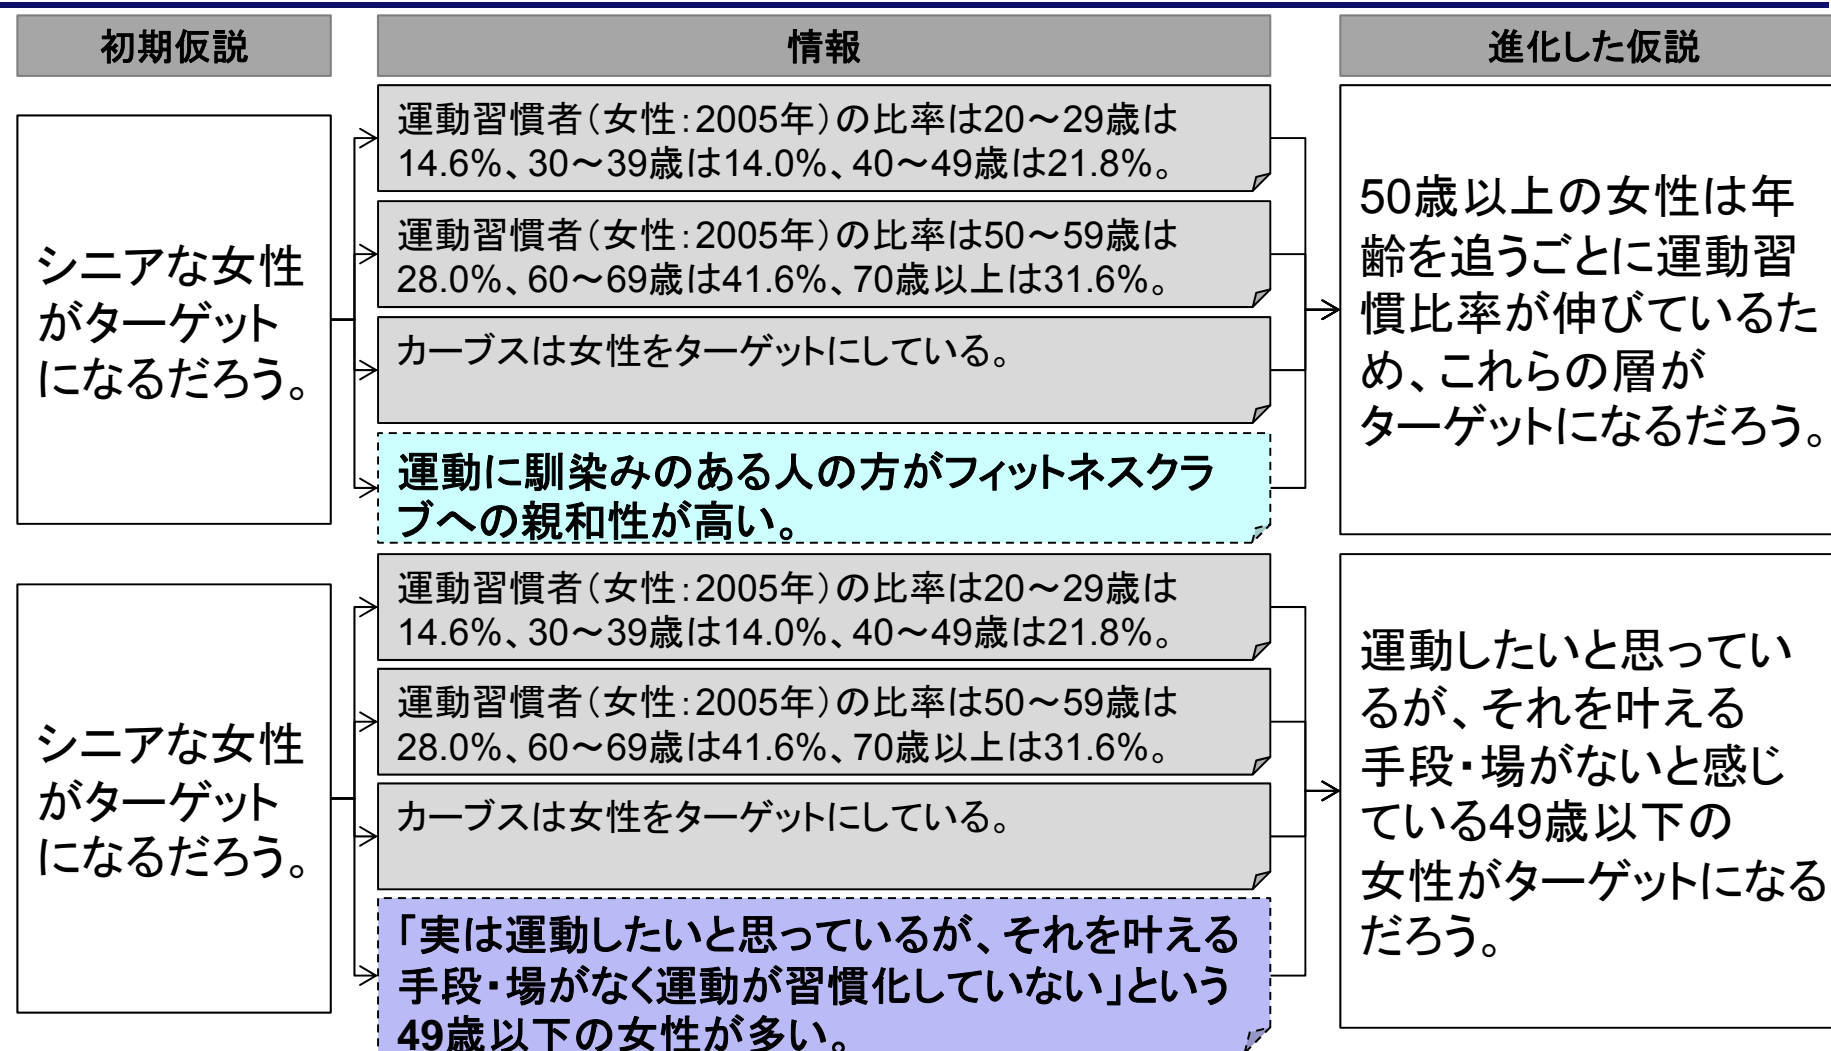 初期仮説
情報
進化した仮説
シニアな女性
がターゲット
になるだろう。
運動習慣者（女性：2005年）の比率は20～29歳は
14.6%、30～39歳は14.0%、40～49歳は21.8%。
運動習慣者（女性：2005年）の比率は50～59歳は
28.0%、60～69歳は41.6%、70歳以上は31.6%。
カーブスは女性をターゲットにしている。
運動に馴染みのある人の方がフィットネスクラ
ブへの親和性が高い。
50歳以上の女性は年
齢を追うごとに運動習
慣比率が伸びているた
め、これらの層が
ターゲットになるだろう。
シニアな女性
がターゲット
になるだろう。
運動習慣者（女性：2005年）の比率は20～29歳は
14.6%、30～39歳は14.0%、40～49歳は21.8%。
運動習慣者（女性：2005年）の比率は50～59歳は
28.0%、60～69歳は41.6%、70歳以上は31.6%。
カーブスは女性をターゲットにしている。
「実は運動したいと思っているが、それを叶える
手段・場がなく運動が習慣化していない」という
49歳以下の女性が多い。
運動したいと思ってい
るが、それを叶える
手段・場がないと感じ
ている49歳以下の
女性がターゲットになる
だろう。